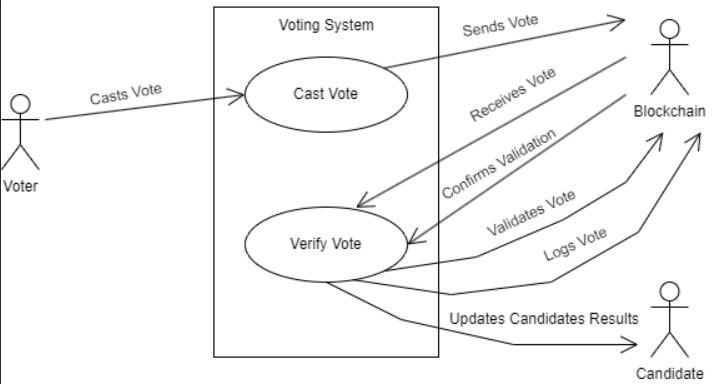 Voting System
Sends Vote
Casts Vote
Cast Vote
Receives Vote
Blockchain
Confirms Validation
Voter
Validates Vote
Verify Vote
Logs Vote
Updates Candidates Results
Candidate